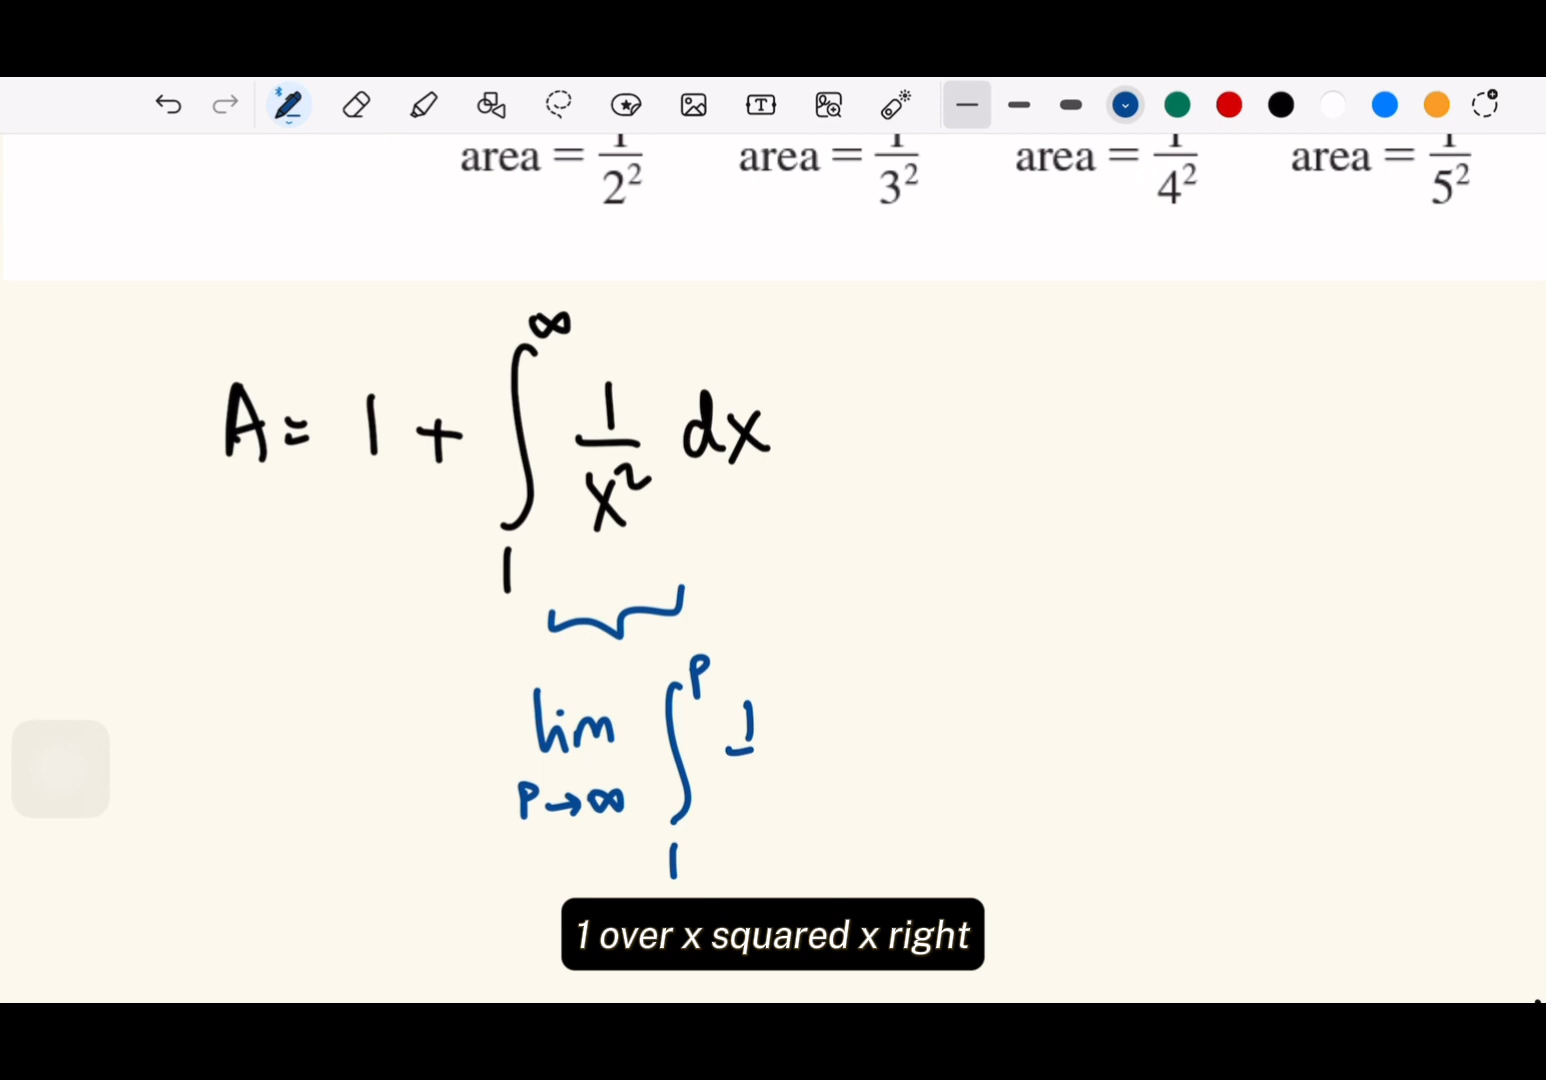 area = 1/2² area = 1/3² area = 1/4² area = 1/5²
A = 1 + ∫₁^∞ 1/x² dx
lim P→∞ ∫₁^P 1
1 over x squared x right